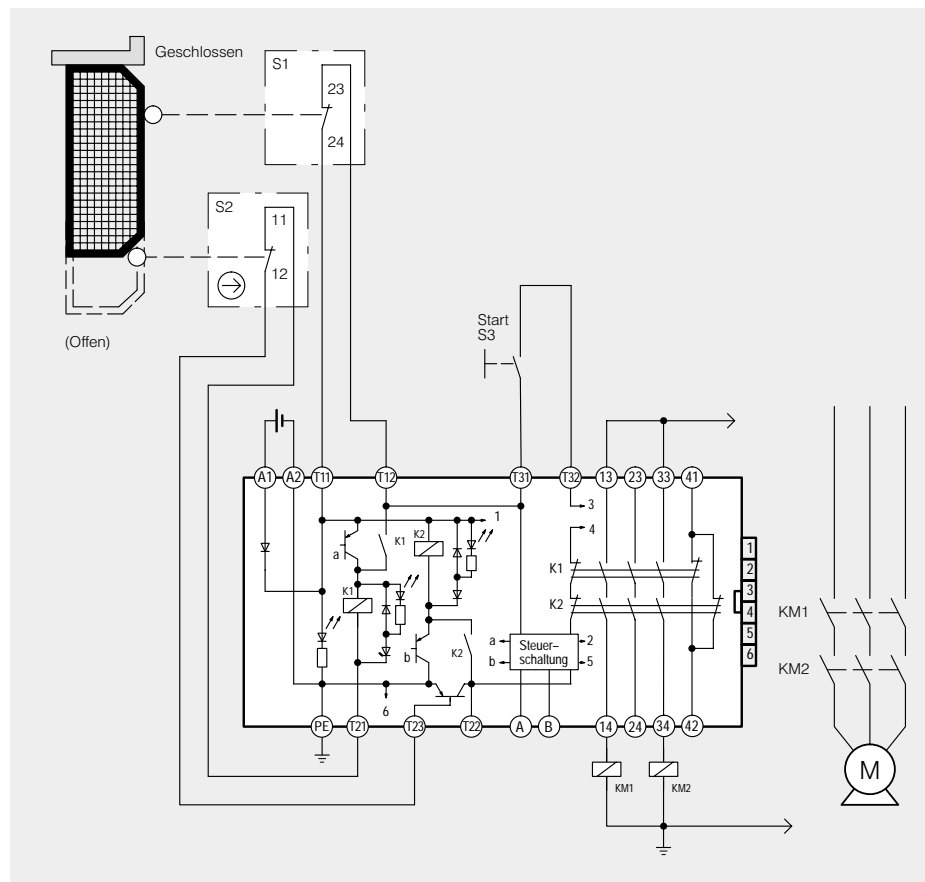 Geschlossen
S1
23
24
S2
11
12
(Offen)
Start
S3
A1 A2 T11 T12 T31 T32 13 23 33 41
1
3
4
a
K1
K2
K1
K1
K2
b
K2
a
b
Steuer–
schaltung
2
5
6
1
2
3
4
5
6
KM1
KM2
PE T21 T23 T22 A B 14 24 34 42
KM1
KM2
M